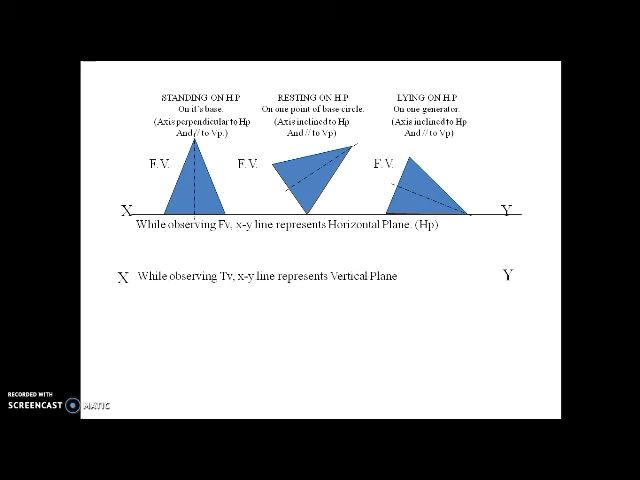 STANDING ON H.P
On it's base.
(Axis perpendicular to Hp
And // to Vp.)
RESTING ON H.P
On one point of base circle.
(Axis inclined to Hp
And // to Vp)
LYING ON H.P
On one generator.
(Axis inclined to Hp
And // to Vp)
F.V.
F.V.
F.V.
X
Y
While observing Fv, x-y line represents Horizontal Plane. (Hp)
X
While observing Tv, x-y line represents Vertical Plane
Y
RECORDED WITH
SCREENCAST MATIC